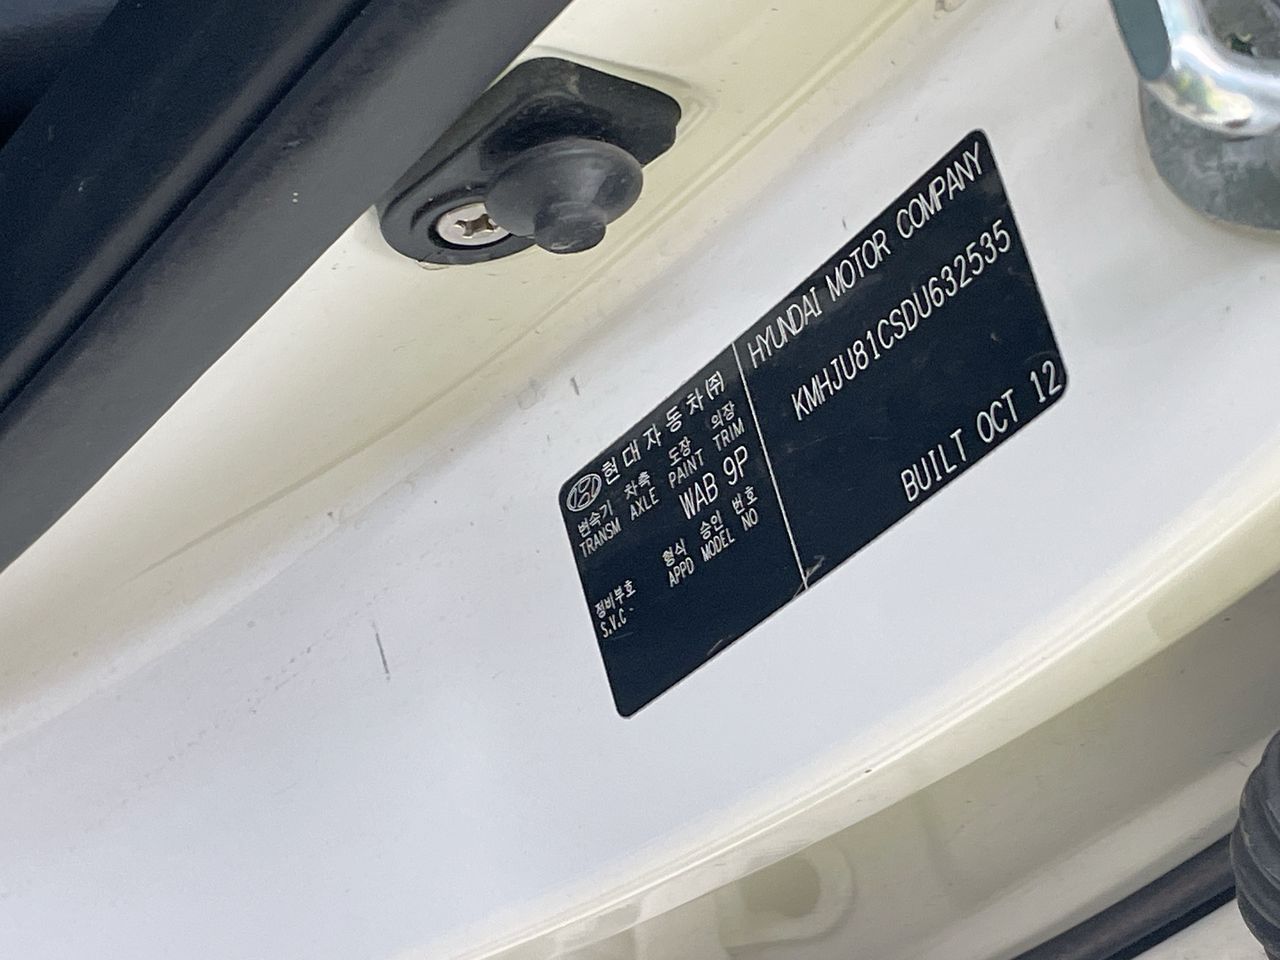 현대자동차(주)
변속기 차축 도장 의장
TRANSM AXLE PAINT TRIM
WAB 9P
형식 승인 번호
APPD MODEL NO
정비부호
S.V.C
HYUNDAI MOTOR COMPANY
KMHJU81CSDU632535
BUILT OCT 12